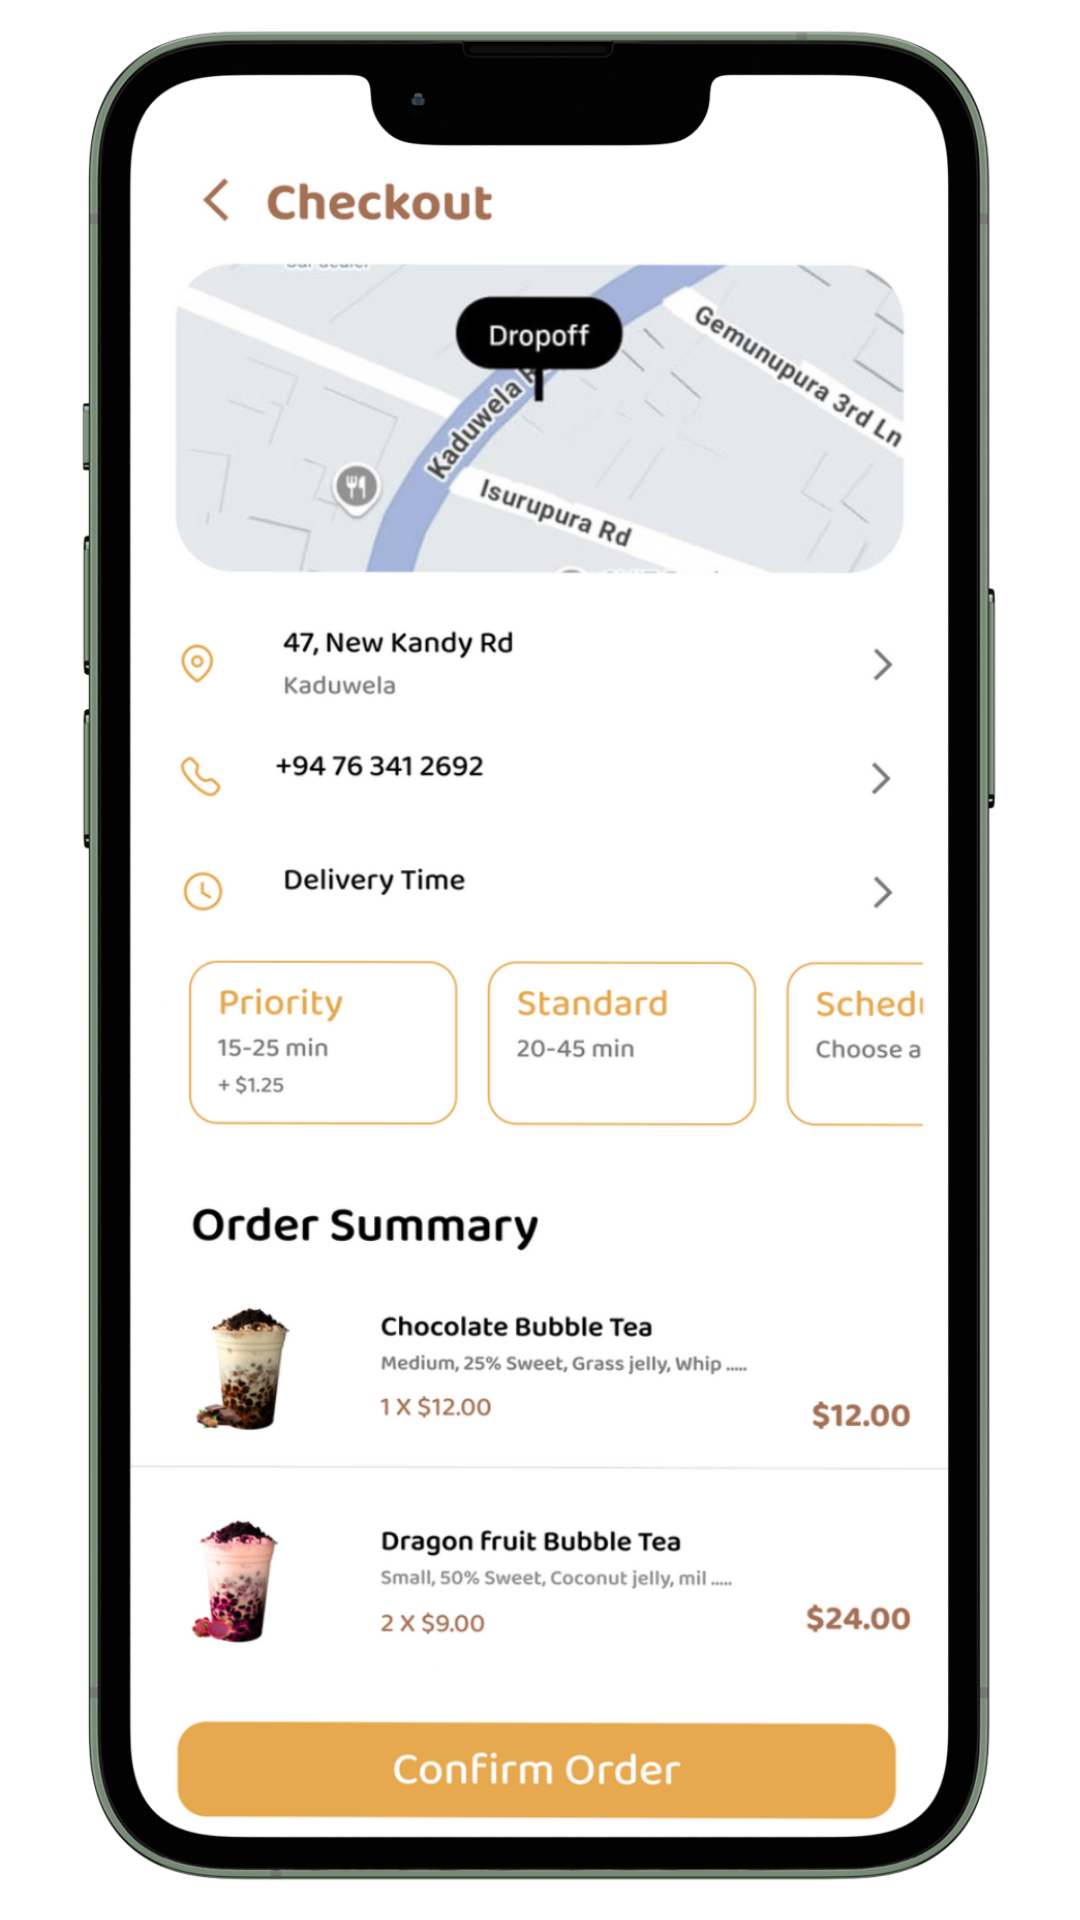 Checkout
Dropoff
Gemunupura 3rd Ln
Kaduwela
Isurupura Rd
47, New Kandy Rd
Kaduwela
+94 76 341 2692
Delivery Time
Priority
15-25 min
+ $1.25
Standard
20-45 min
Schedu
Choose a
Order Summary
Chocolate Bubble Tea
Medium, 25% Sweet, Grass jelly, Whip .....
1 X $12.00
$12.00
Dragon fruit Bubble Tea
Small, 50% Sweet, Coconut jelly, mil .....
2 X $9.00
$24.00
Confirm Order